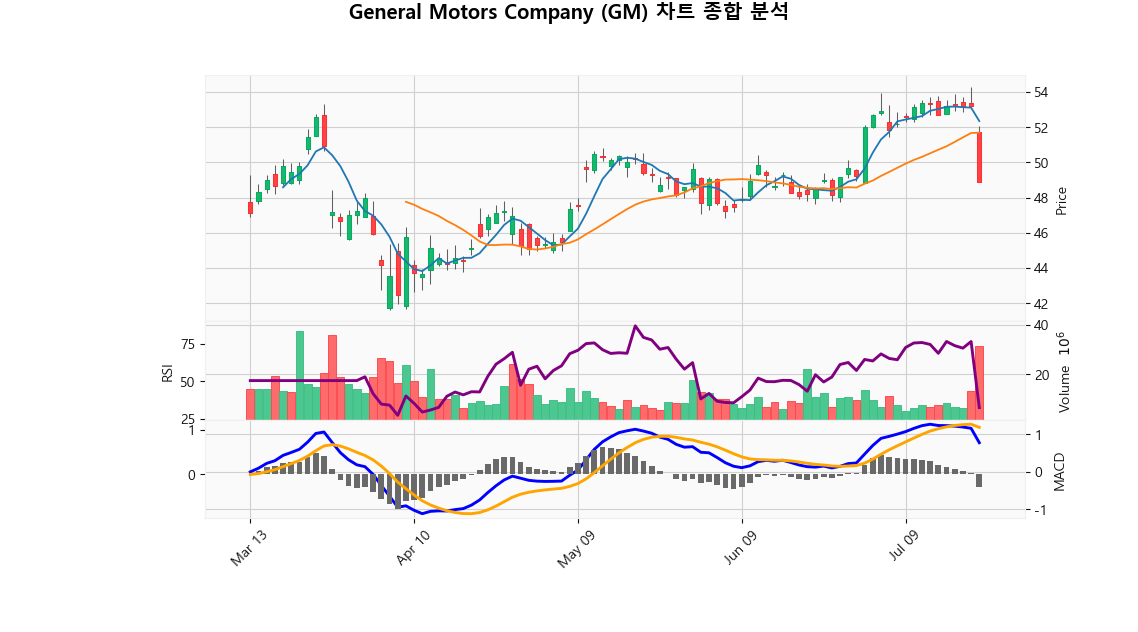 General Motors Company (GM) 차트 종합 분석
54
52
50
48
46
44
42
Price
75
50
25
RSI
40
20
Volume 10⁶
1
0
1
0
-1
MACD
Mar 13
Apr 10
May 09
Jun 09
Jul 09